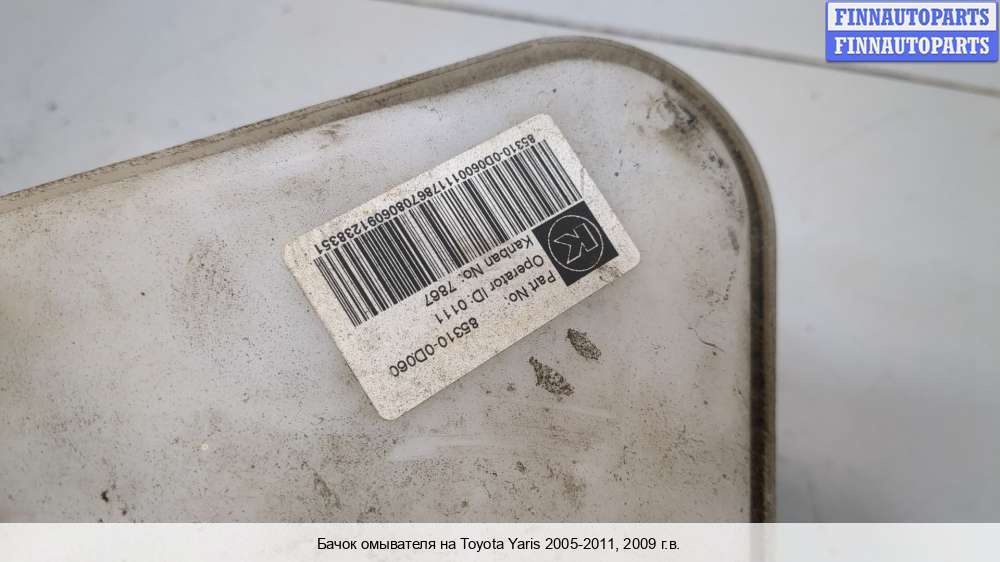 FINNAUTOPARTS
FINNAUTOPARTS
85310-0D060011178670806091238351
K
Part No: 85310-0D060
Operator ID: 0111
Kanban No: 7867
Бачок омывателя на Toyota Yaris 2005-2011, 2009 г.в.